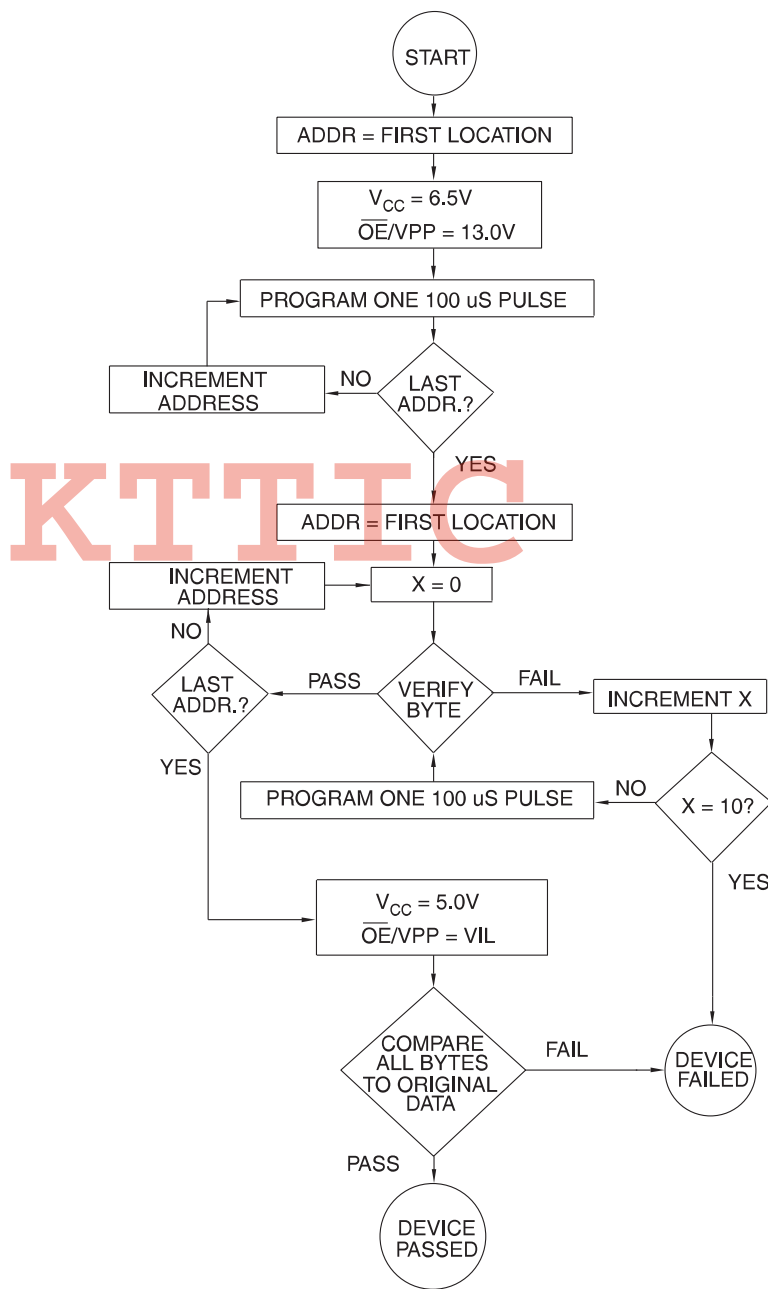 START
ADDR = FIRST LOCATION
VCC = 6.5V
OE/VPP = 13.0V
PROGRAM ONE 100 uS PULSE
INCREMENT
ADDRESS
NO
LAST
ADDR.?
YES
KTTIC
ADDR = FIRST LOCATION
INCREMENT
ADDRESS
X = 0
NO
LAST
ADDR.?
PASS
VERIFY
BYTE
FAIL
INCREMENT X
YES
PROGRAM ONE 100 uS PULSE
NO
X = 10?
YES
VCC = 5.0V
OE/VPP = VIL
COMPARE
ALL BYTES
TO ORIGINAL
DATA
FAIL
DEVICE
FAILED
PASS
DEVICE
PASSED